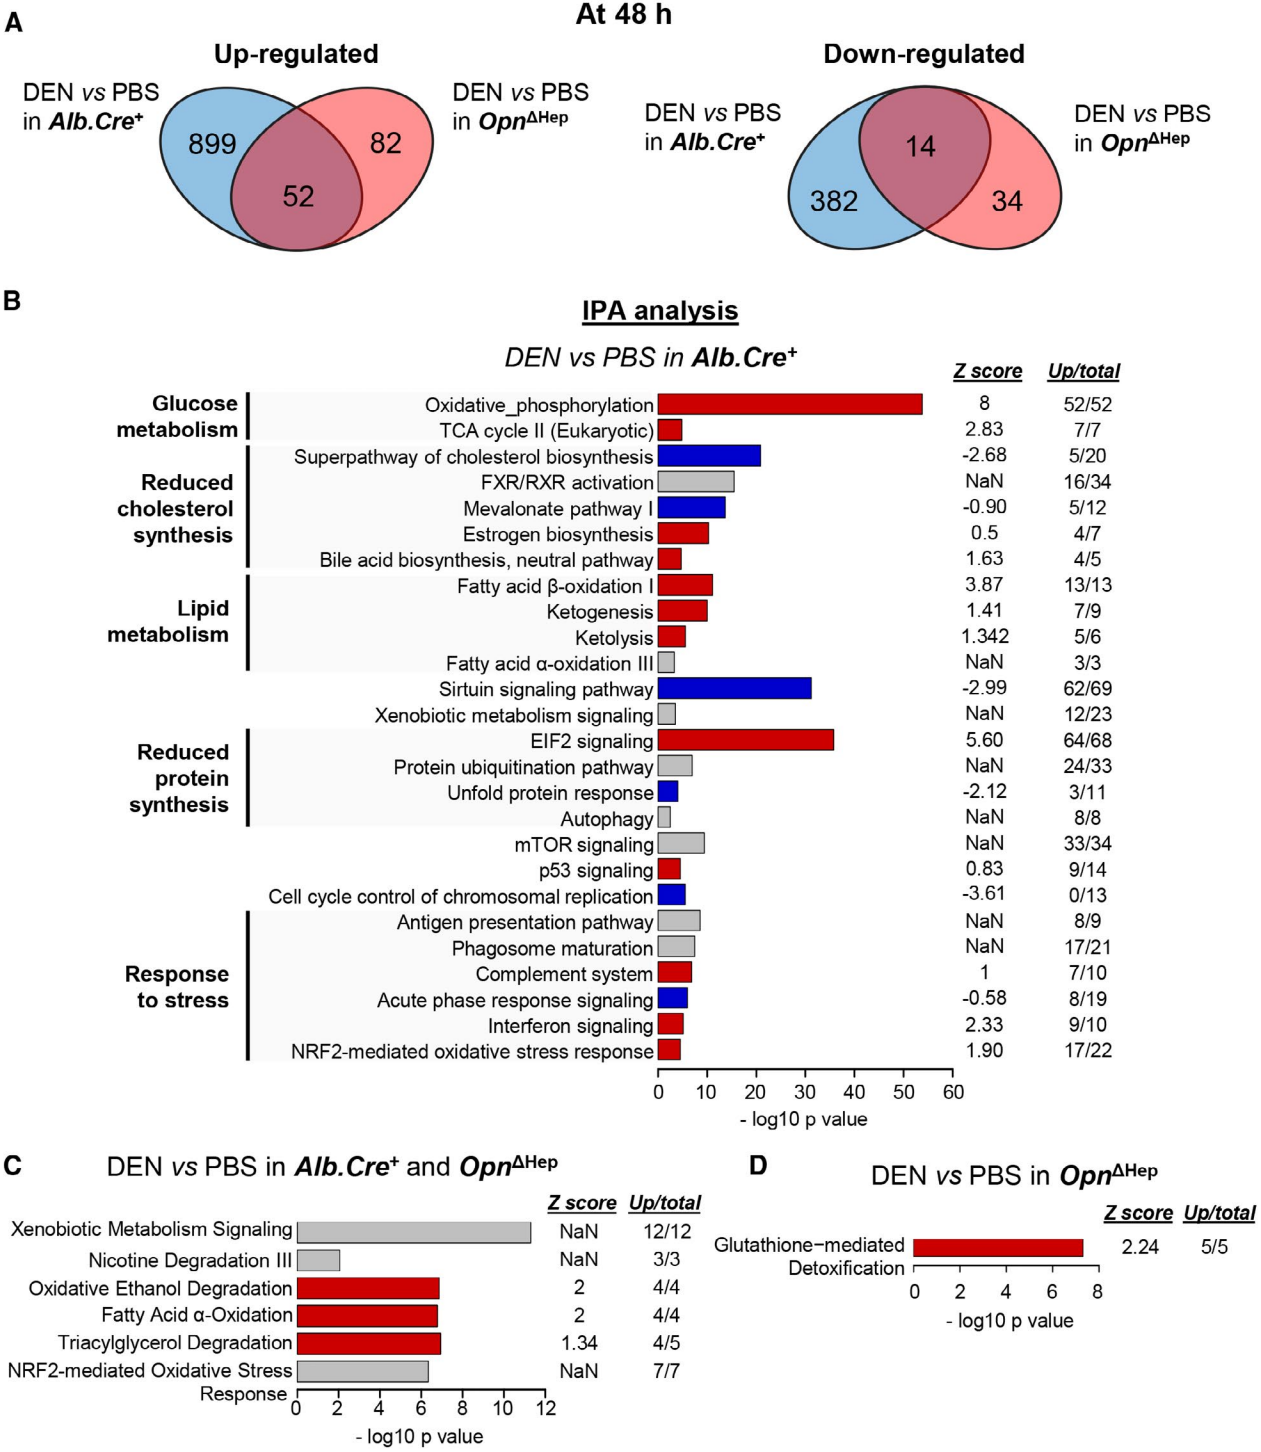 A
At 48 h
Up-regulated
DEN vs PBS
in Alb.Cre+
899
52
82
DEN vs PBS
in OpnΔHep
Down-regulated
DEN vs PBS
in Alb.Cre+
382
14
34
DEN vs PBS
in OpnΔHep
B
IPA analysis
DEN vs PBS in Alb.Cre+
Z score Up/total
Glucose
metabolism
Oxidative_phosphorylation 8 52/52
TCA cycle II (Eukaryotic) 2.83 7/7
Reduced
cholesterol
synthesis
Superpathway of cholesterol biosynthesis -2.68 5/20
FXR/RXR activation NaN 16/34
Mevalonate pathway I -0.90 5/12
Estrogen biosynthesis 0.5 4/7
Bile acid biosynthesis, neutral pathway 1.63 4/5
Lipid
metabolism
Fatty acid β-oxidation I 3.87 13/13
Ketogenesis 1.41 7/9
Ketolysis 1.342 5/6
Fatty acid α-oxidation III NaN 3/3
Sirtuin signaling pathway -2.99 62/69
Xenobiotic metabolism signaling NaN 12/23
Reduced
protein
synthesis
EIF2 signaling 5.60 64/68
Protein ubiquitination pathway NaN 24/33
Unfold protein response -2.12 3/11
Autophagy NaN 8/8
mTOR signaling NaN 33/34
p53 signaling 0.83 9/14
Cell cycle control of chromosomal replication -3.61 0/13
Response
to stress
Antigen presentation pathway NaN 8/9
Phagosome maturation NaN 17/21
Complement system 1 7/10
Acute phase response signaling -0.58 8/19
Interferon signaling 2.33 9/10
NRF2-mediated oxidative stress response 1.90 17/22
0 10 20 30 40 50 60
- log10 p value
C
DEN vs PBS in Alb.Cre+ and OpnΔHep
Z score Up/total
Xenobiotic Metabolism Signaling NaN 12/12
Nicotine Degradation III NaN 3/3
Oxidative Ethanol Degradation 2 4/4
Fatty Acid α-Oxidation 2 4/4
Triacylglycerol Degradation 1.34 4/5
NRF2-mediated Oxidative Stress NaN 7/7
Response
0 2 4 6 8 10 12
- log10 p value
D
DEN vs PBS in OpnΔHep
Z score Up/total
Glutathione−mediated 2.24 5/5
Detoxification
0 2 4 6 8
- log10 p value